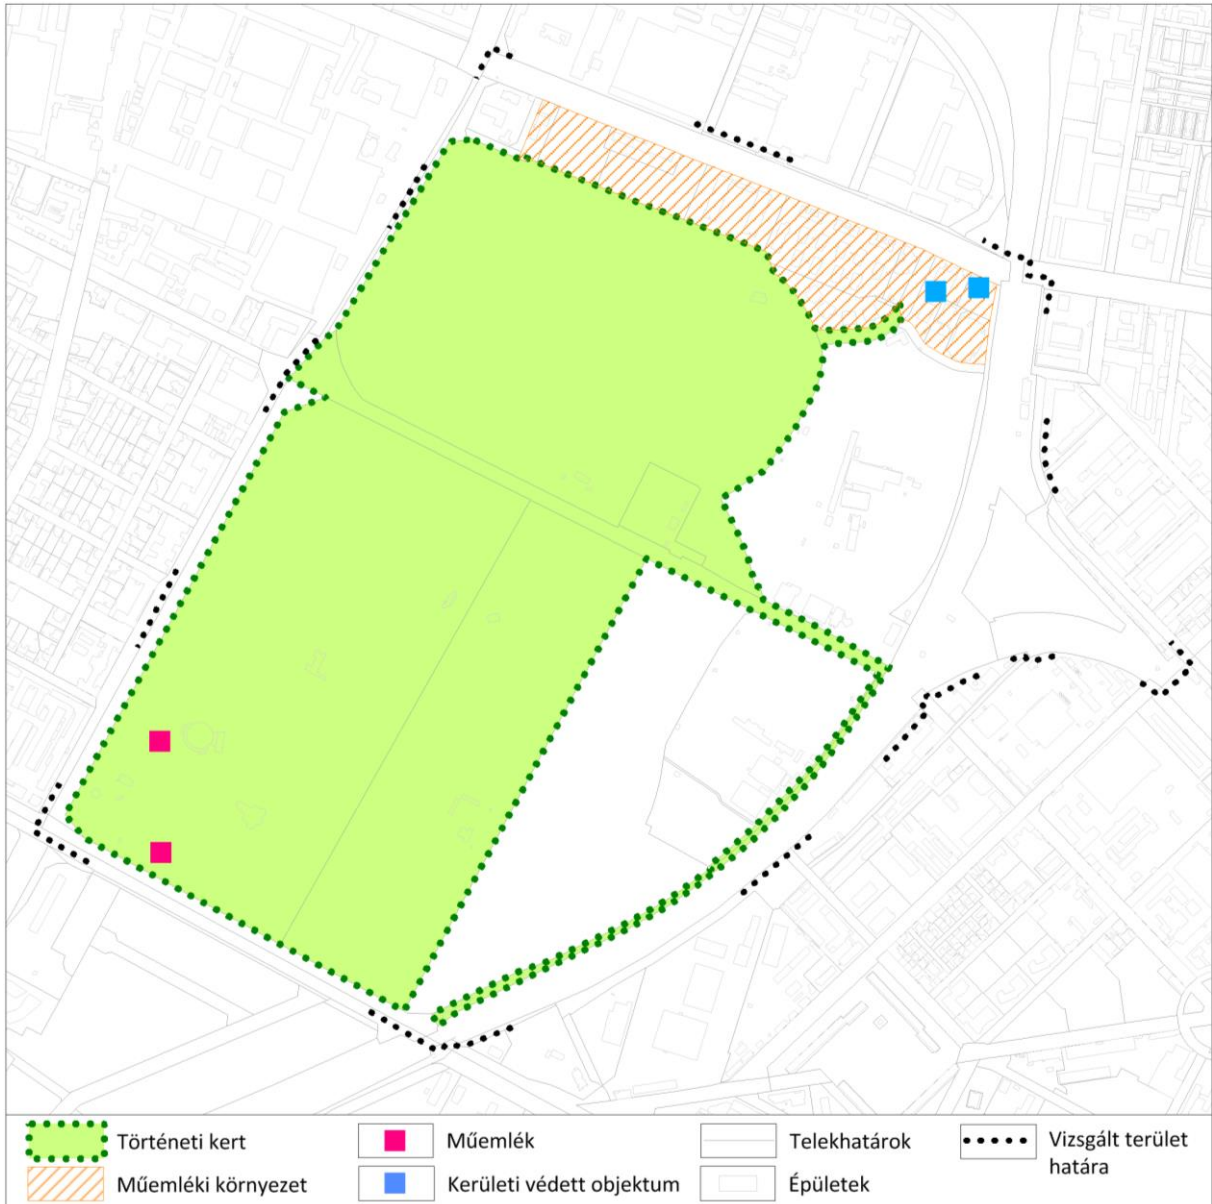 Történeti kert
Műemléki környezet
Műemlék
Kerületi védett objektum
Telekhatárok
Épületek
Vizsgált terület
határa